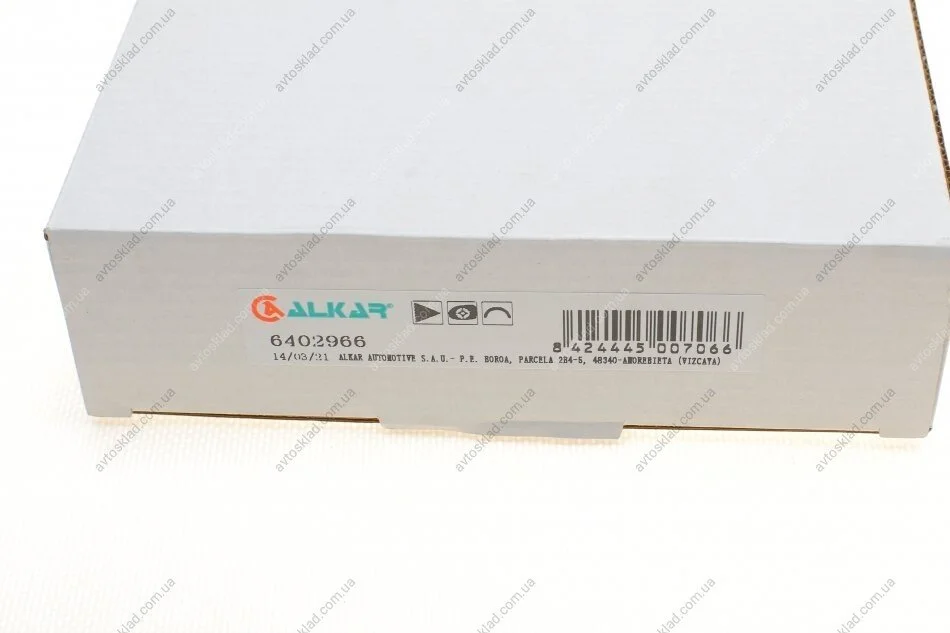 ALKAR®
6402966
8 424445 007066
14/03/21 ALKAR AUTOMOTIVE S.A.U.- P.E. BOROA, PARCELA 2B4-5, 48340-AMOREBIETA (VIZCAYA)
avtosklad.com.ua